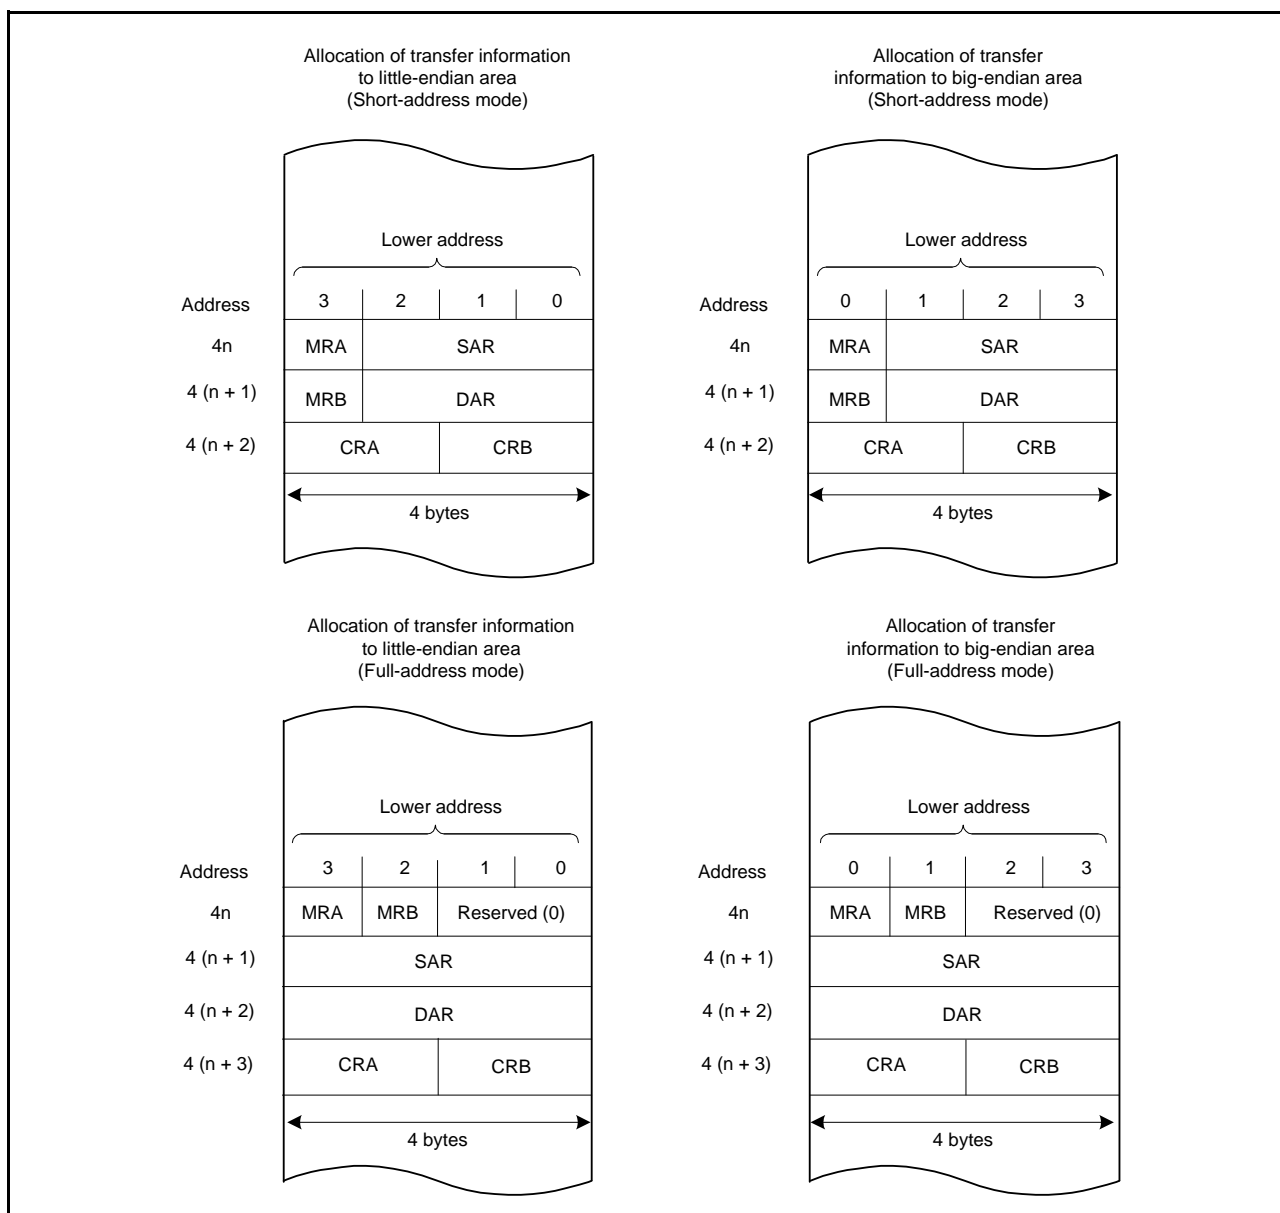 Allocation of transfer information
to little-endian area
(Short-address mode)
Lower address
Address 3 2 1 0
4n MRA SAR
4 (n + 1) MRB DAR
4 (n + 2) CRA CRB
4 bytes
Allocation of transfer
information to big-endian area
(Short-address mode)
Lower address
Address 0 1 2 3
4n MRA SAR
4 (n + 1) MRB DAR
4 (n + 2) CRA CRB
4 bytes
Allocation of transfer information
to little-endian area
(Full-address mode)
Lower address
Address 3 2 1 0
4n MRA MRB Reserved (0)
4 (n + 1) SAR
4 (n + 2) DAR
4 (n + 3) CRA CRB
4 bytes
Allocation of transfer
information to big-endian area
(Full-address mode)
Lower address
Address 0 1 2 3
4n MRA MRB Reserved (0)
4 (n + 1) SAR
4 (n + 2) DAR
4 (n + 3) CRA CRB
4 bytes